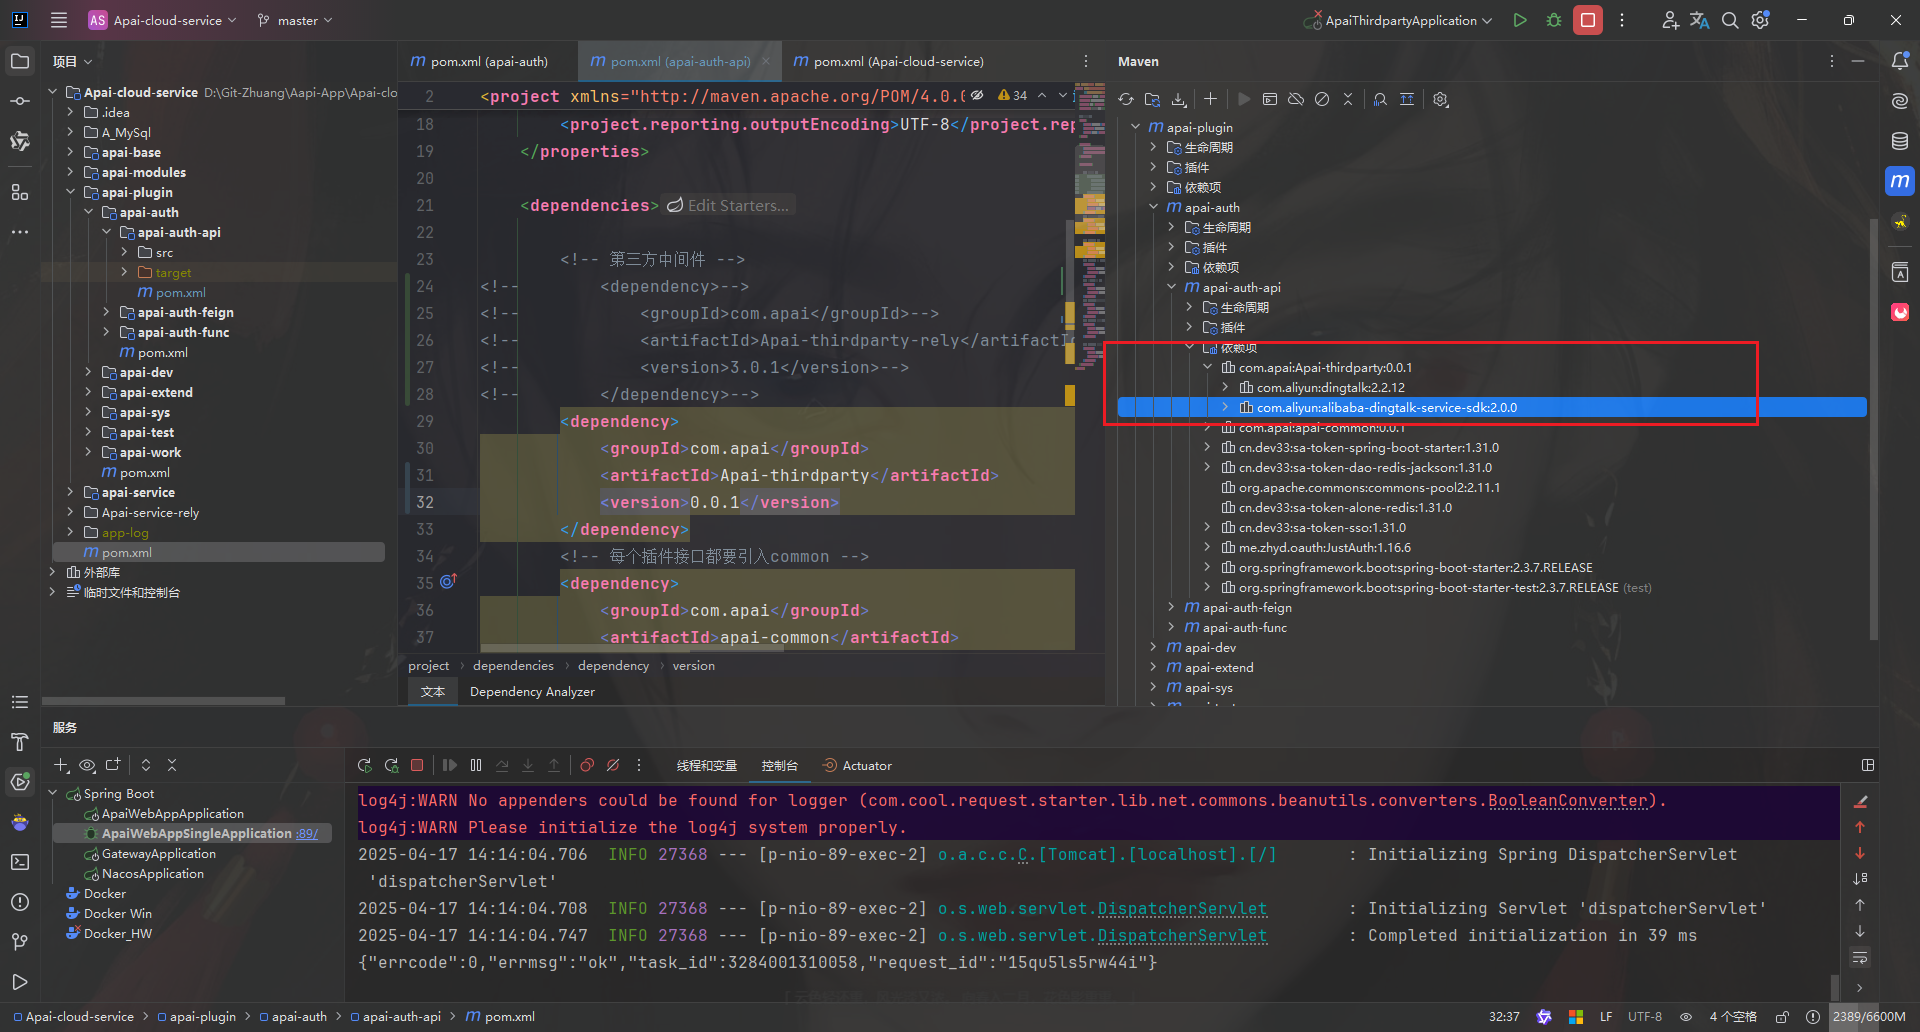 AS Apai-cloud-service master ApaiThirdpartyApplication
项目
Apai-cloud-service D:\Git-Zhuang\Aapi-App\Apai-clo
.idea
A_MySql
apai-base
apai-modules
apai-plugin
apai-auth
apai-auth-api
src
target
pom.xml
apai-auth-feign
apai-auth-func
pom.xml
apai-dev
apai-extend
apai-sys
apai-test
apai-work
pom.xml
apai-service
Apai-service-rely
app-log
pom.xml
外部库
临时文件和控制台
pom.xml (apai-auth) pom.xml (apai-auth-api) pom.xml (Apai-cloud-service)
2 <project xmlns="http://maven.apache.org/POM/4.0.0 34
18 <project.reporting.outputEncoding>UTF-8</project.rep
19 </properties>
20
21 <dependencies> Edit Starters...
22
23 <!-- 第三方中间件 -->
24 <!-- <dependency>-->
25 <!-- <groupId>com.apai</groupId>-->
26 <!-- <artifactId>Apai-thirdparty-rely</artifactId
27 <!-- <version>3.0.1</version>-->
28 <!-- </dependency>-->
29 <dependency>
30 <groupId>com.apai</groupId>
31 <artifactId>Apai-thirdparty</artifactId>
32 <version>0.0.1</version>
33 </dependency>
34 <!-- 每个插件接口都要引入common -->
35 <dependency>
36 <groupId>com.apai</groupId>
37 <artifactId>apai-common</artifactId>
project dependencies dependency version
文本 Dependency Analyzer
Maven
apai-plugin
生命周期
插件
依赖项
apai-auth
生命周期
插件
依赖项
apai-auth-api
生命周期
插件
依赖项
com.apai:Apai-thirdparty:0.0.1
com.aliyun:dingtalk:2.2.12
com.aliyun:alibaba-dingtalk-service-sdk:2.0.0
com.apai:apai-common:0.0.1
cn.dev33:sa-token-spring-boot-starter:1.31.0
cn.dev33:sa-token-dao-redis-jackson:1.31.0
org.apache.commons:commons-pool2:2.11.1
cn.dev33:sa-token-alone-redis:1.31.0
cn.dev33:sa-token-sso:1.31.0
me.zhyd.oauth:JustAuth:1.16.6
org.springframework.boot:spring-boot-starter:2.3.7.RELEASE
org.springframework.boot:spring-boot-starter-test:2.3.7.RELEASE (test)
apai-auth-feign
apai-auth-func
apai-dev
apai-extend
apai-sys
服务
Spring Boot
ApaiWebAppApplication
ApaiWebAppSingleApplication :89/
GatewayApplication
NacosApplication
Docker
Docker Win
Docker_HW
线程和变量 控制台 Actuator
log4j:WARN No appenders could be found for logger (com.cool.request.starter.lib.net.commons.beanutils.converters.BooleanConverter).
log4j:WARN Please initialize the log4j system properly.
2025-04-17 14:14:04.706 INFO 27368 --- [p-nio-89-exec-2] o.a.c.c.C.[Tomcat].[localhost].[/] : Initializing Spring DispatcherServlet
'dispatcherServlet'
2025-04-17 14:14:04.708 INFO 27368 --- [p-nio-89-exec-2] o.s.web.servlet.DispatcherServlet : Initializing Servlet 'dispatcherServlet'
2025-04-17 14:14:04.747 INFO 27368 --- [p-nio-89-exec-2] o.s.web.servlet.DispatcherServlet : Completed initialization in 39 ms
{"errcode":0,"errmsg":"ok","task_id":3284001310058,"request_id":"15qu5ls5rw44i"}
Apai-cloud-service apai-plugin apai-auth apai-auth-api pom.xml 32:37 LF UTF-8 4 个空格 2389/6600M